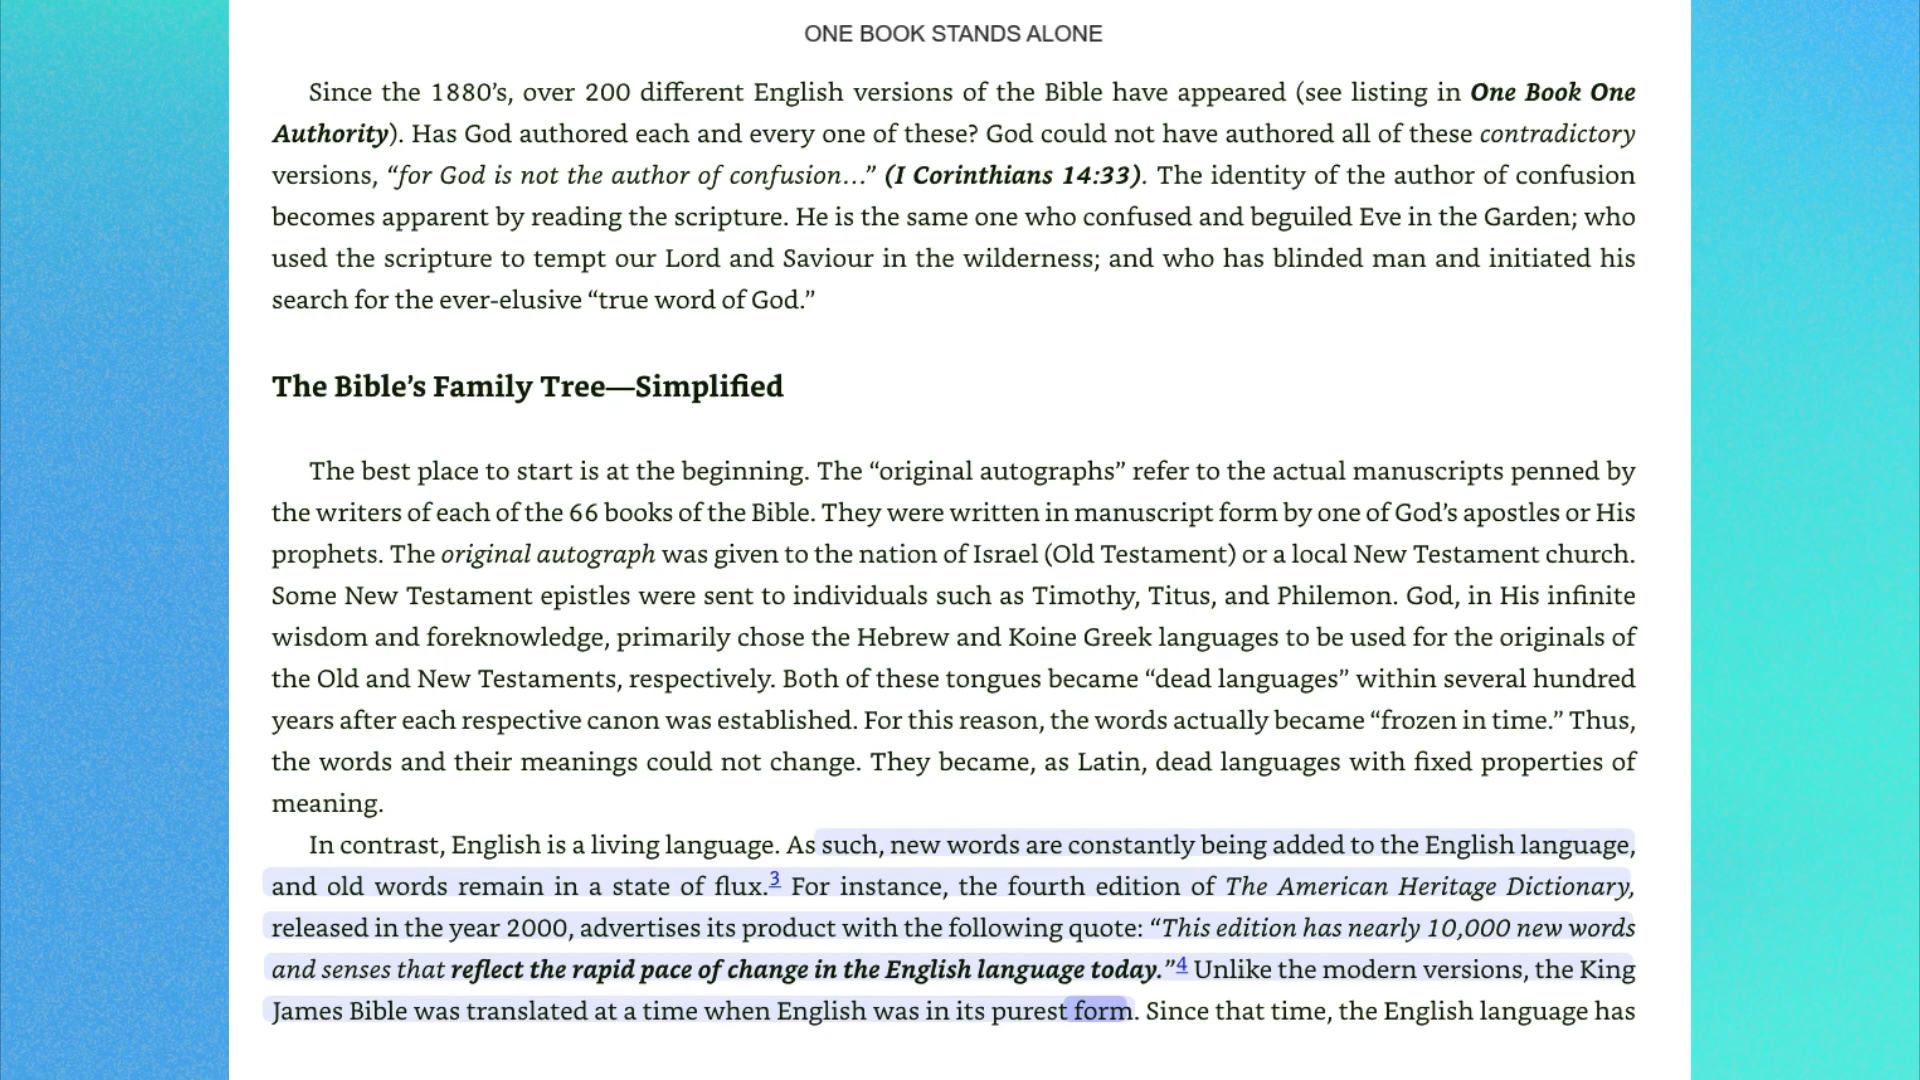 ONE BOOK STANDS ALONE
Since the 1880’s, over 200 different English versions of the Bible have appeared (see listing in One Book One
Authority). Has God authored each and every one of these? God could not have authored all of these contradictory
versions, “for God is not the author of confusion…” (I Corinthians 14:33). The identity of the author of confusion
becomes apparent by reading the scripture. He is the same one who confused and beguiled Eve in the Garden; who
used the scripture to tempt our Lord and Saviour in the wilderness; and who has blinded man and initiated his
search for the ever-elusive “true word of God.”
The Bible’s Family Tree—Simplified
The best place to start is at the beginning. The “original autographs” refer to the actual manuscripts penned by
the writers of each of the 66 books of the Bible. They were written in manuscript form by one of God’s apostles or His
prophets. The original autograph was given to the nation of Israel (Old Testament) or a local New Testament church.
Some New Testament epistles were sent to individuals such as Timothy, Titus, and Philemon. God, in His infinite
wisdom and foreknowledge, primarily chose the Hebrew and Koine Greek languages to be used for the originals of
the Old and New Testaments, respectively. Both of these tongues became “dead languages” within several hundred
years after each respective canon was established. For this reason, the words actually became “frozen in time.” Thus,
the words and their meanings could not change. They became, as Latin, dead languages with fixed properties of
meaning.
In contrast, English is a living language. As such, new words are constantly being added to the English language,
and old words remain in a state of flux.3 For instance, the fourth edition of The American Heritage Dictionary,
released in the year 2000, advertises its product with the following quote: “This edition has nearly 10,000 new words
and senses that reflect the rapid pace of change in the English language today.”4 Unlike the modern versions, the King
James Bible was translated at a time when English was in its purest form. Since that time, the English language has